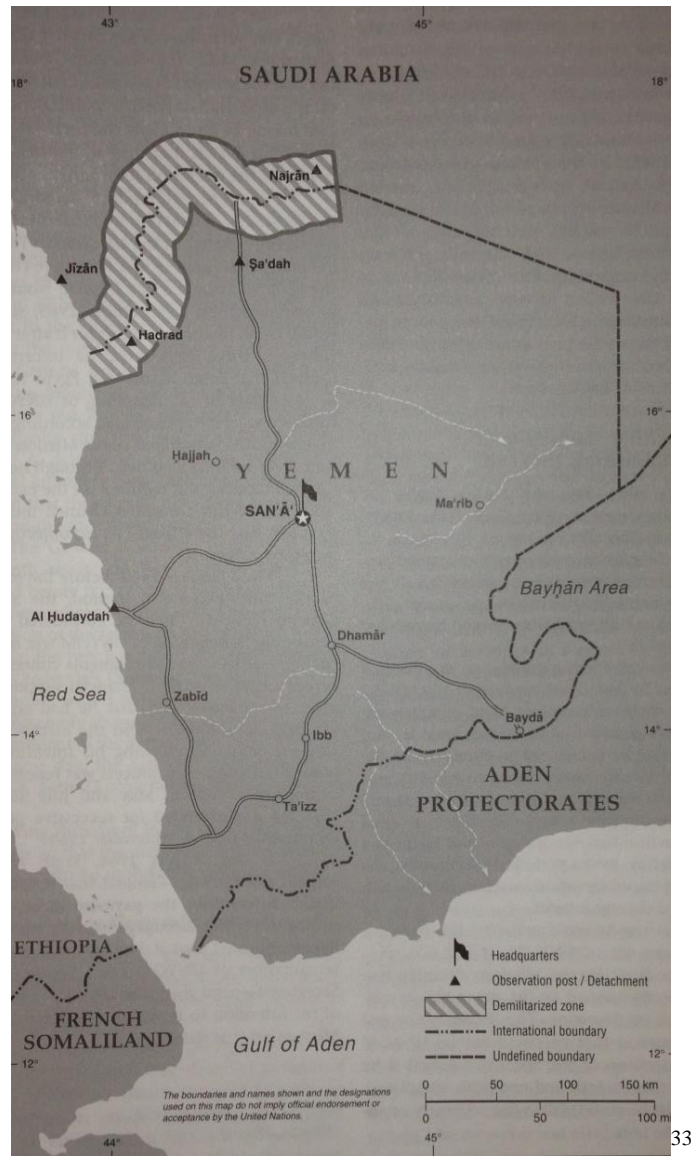 43°
45°
18°
SAUDI ARABIA
18°
Najrān
Jīzān
Ṣa'dah
Hadrad
16°
16°
Ḥajjah
Y E M E N
SAN'Ā'
Ma'rib
Bayḥān Area
Al Ḥudaydah
Dhamār
Red Sea
Zabīd
Baydā
14°
Ibb
14°
ADEN
PROTECTORATES
Ta'izz
ETHIOPIA
Headquarters
Observation post / Detachment
Demilitarized zone
FRENCH
SOMALILAND
International boundary
Gulf of Aden
Undefined boundary
12°
12°
The boundaries and names shown and the designations
used on this map do not imply official endorsement or
acceptance by the United Nations.
0 50 100 150 km
0 50 100 mi
33
44°
45°